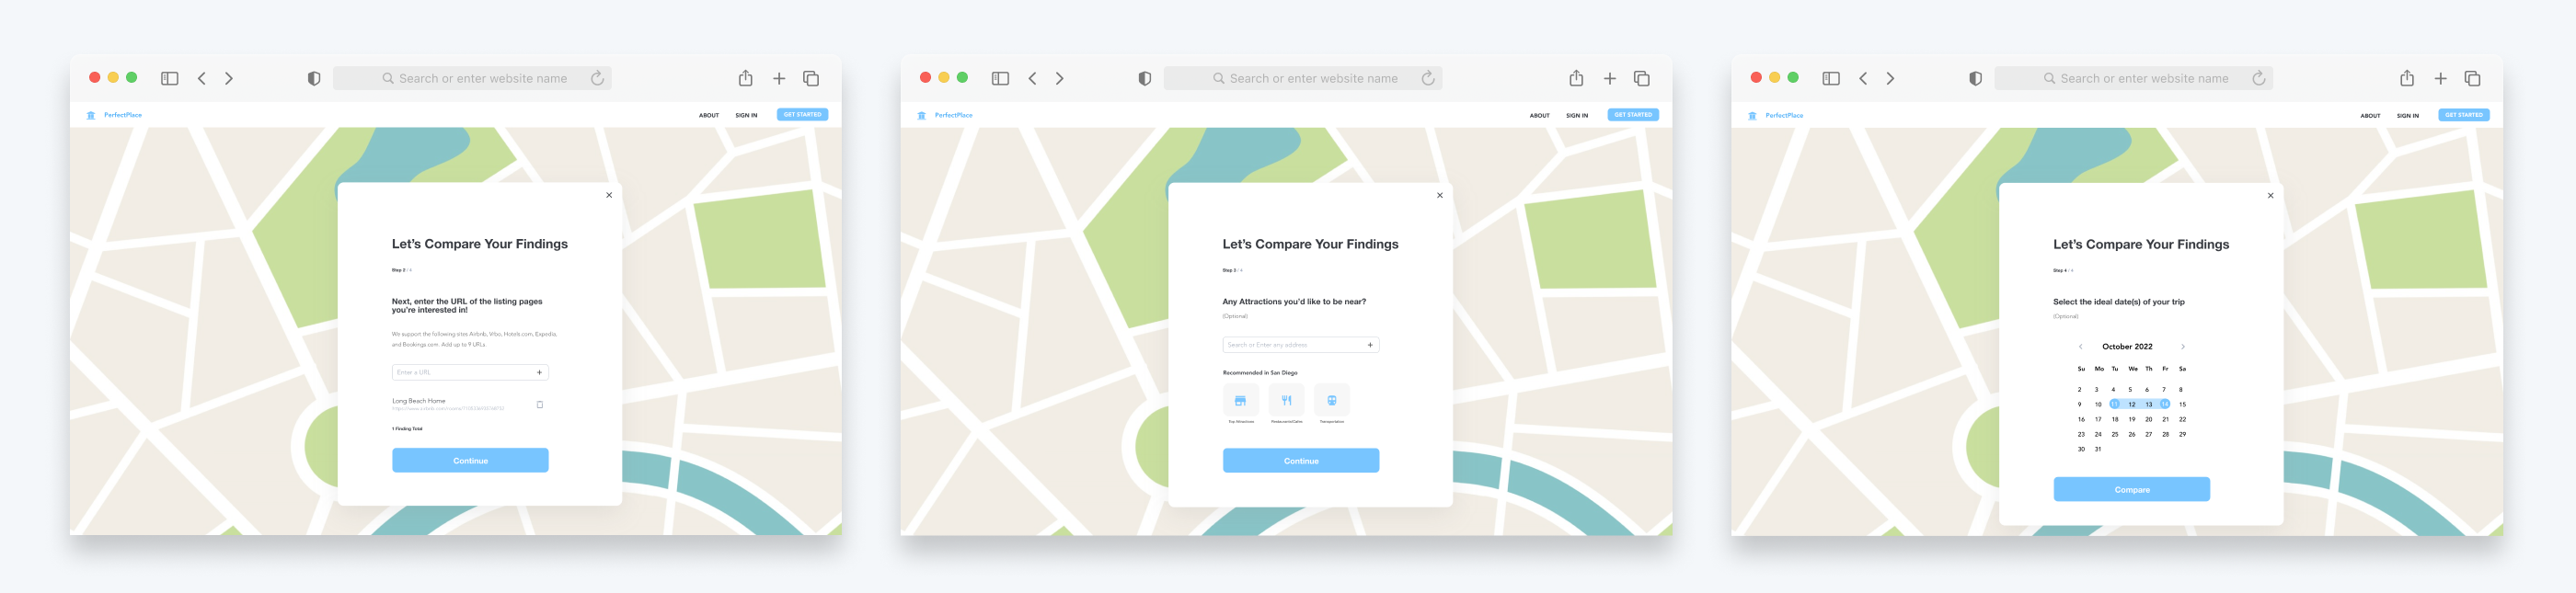 Search or enter website name
PerfectPlace
ABOUT SIGN IN GET STARTED
Let's Compare Your Findings
Step 2 / 4
Next, enter the URL of the listing pages
you're interested in!
We support the following sites Airbnb, Vrbo, Hotels.com, Expedia,
and Bookings.com. Add up to 9 URLs.
Enter a URL +
Long Beach Home
1 Finding Total
Continue
Search or enter website name
PerfectPlace
ABOUT SIGN IN GET STARTED
Let's Compare Your Findings
Step 3 / 4
Any Attractions you'd like to be near?
(Optional)
Search or Enter any address +
Recommended in San Diego
Top Attractions Restaurants/Cafes Transportation
Continue
Search or enter website name
PerfectPlace
ABOUT SIGN IN GET STARTED
Let's Compare Your Findings
Step 4 / 4
Select the ideal date(s) of your trip
(Optional)
October 2022
Su Mo Tu We Th Fr Sa
2 3 4 5 6 7 8
9 10 11 12 13 14 15
16 17 18 19 20 21 22
23 24 25 26 27 28 29
30 31
Compare